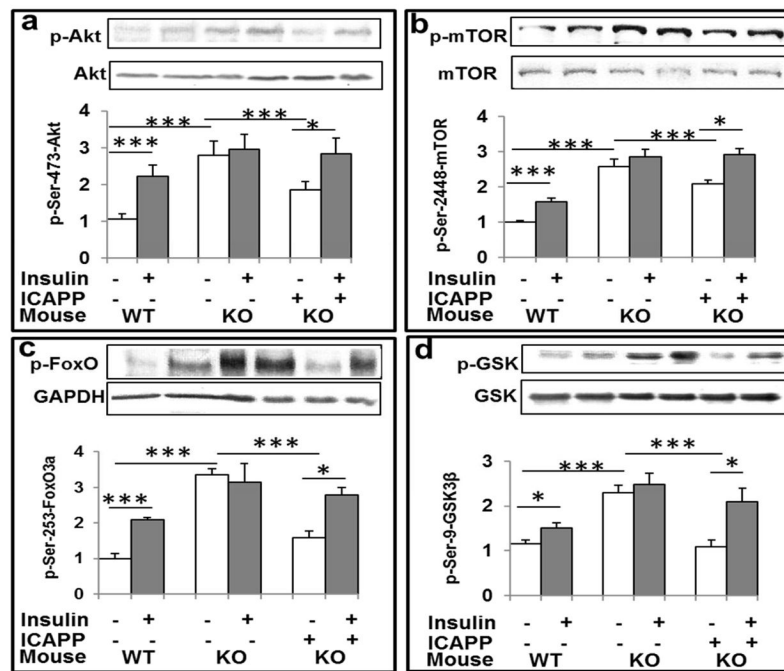 a
p-Akt
Akt
p-Ser-473-Akt
4
3
2
1
0
***
***
***
*
Insulin - + - + - +
ICAPP - - - - + +
Mouse WT KO KO
b
p-mTOR
mTOR
p-Ser-2448-mTOR
4
3
2
1
0
***
***
***
*
Insulin - + - + - +
ICAPP - - - - + +
Mouse WT KO KO
c
p-FoxO
GAPDH
p-Ser-253-FoxO3a
4
3
2
1
0
***
***
***
*
Insulin - + - + - +
ICAPP - - - - + +
Mouse WT KO KO
d
p-GSK
GSK
p-Ser-9-GSK3β
3
2
1
0
*
***
***
*
Insulin - + - + - +
ICAPP - - - - + +
Mouse WT KO KO